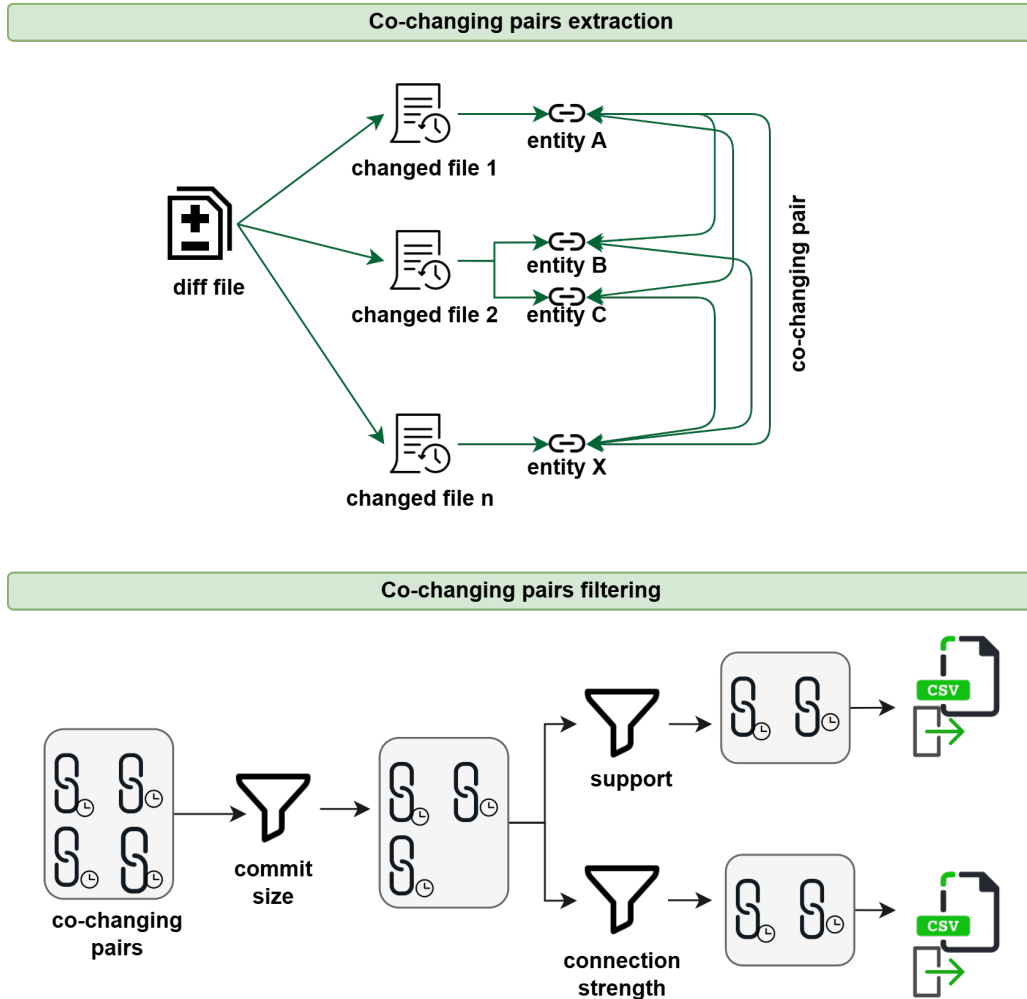 Co-changing pairs extraction
entity A
changed file 1
co-changing pair
entity B
diff file
changed file 2
entity C
entity X
changed file n
Co-changing pairs filtering
CSV
support
commit
size
co-changing
pairs
CSV
connection
strength